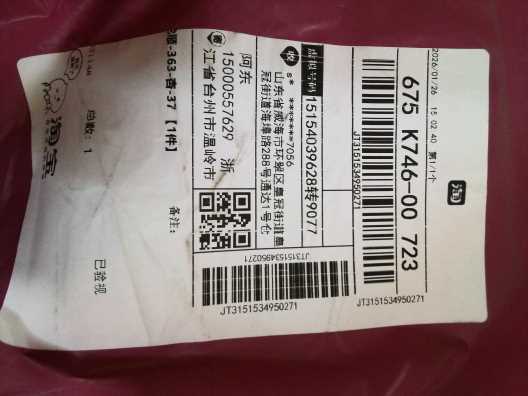 淘
2026/01/26 15:02:40 第1/1个
675 K746-00 723
JT3151534950271
JT3151534950271
虚拟号码 15154039628转9077
收 e* *******7056
山东省威海市环翠区皇冠街道皇
冠街道海埠路288号通达1号仓
JT3151534950271
JT3151534950271
寄 阿东
15000557629 浙
江省台州市温岭市
-363-杏-37【1件】
备注：
总数：1
淘宝
已验视